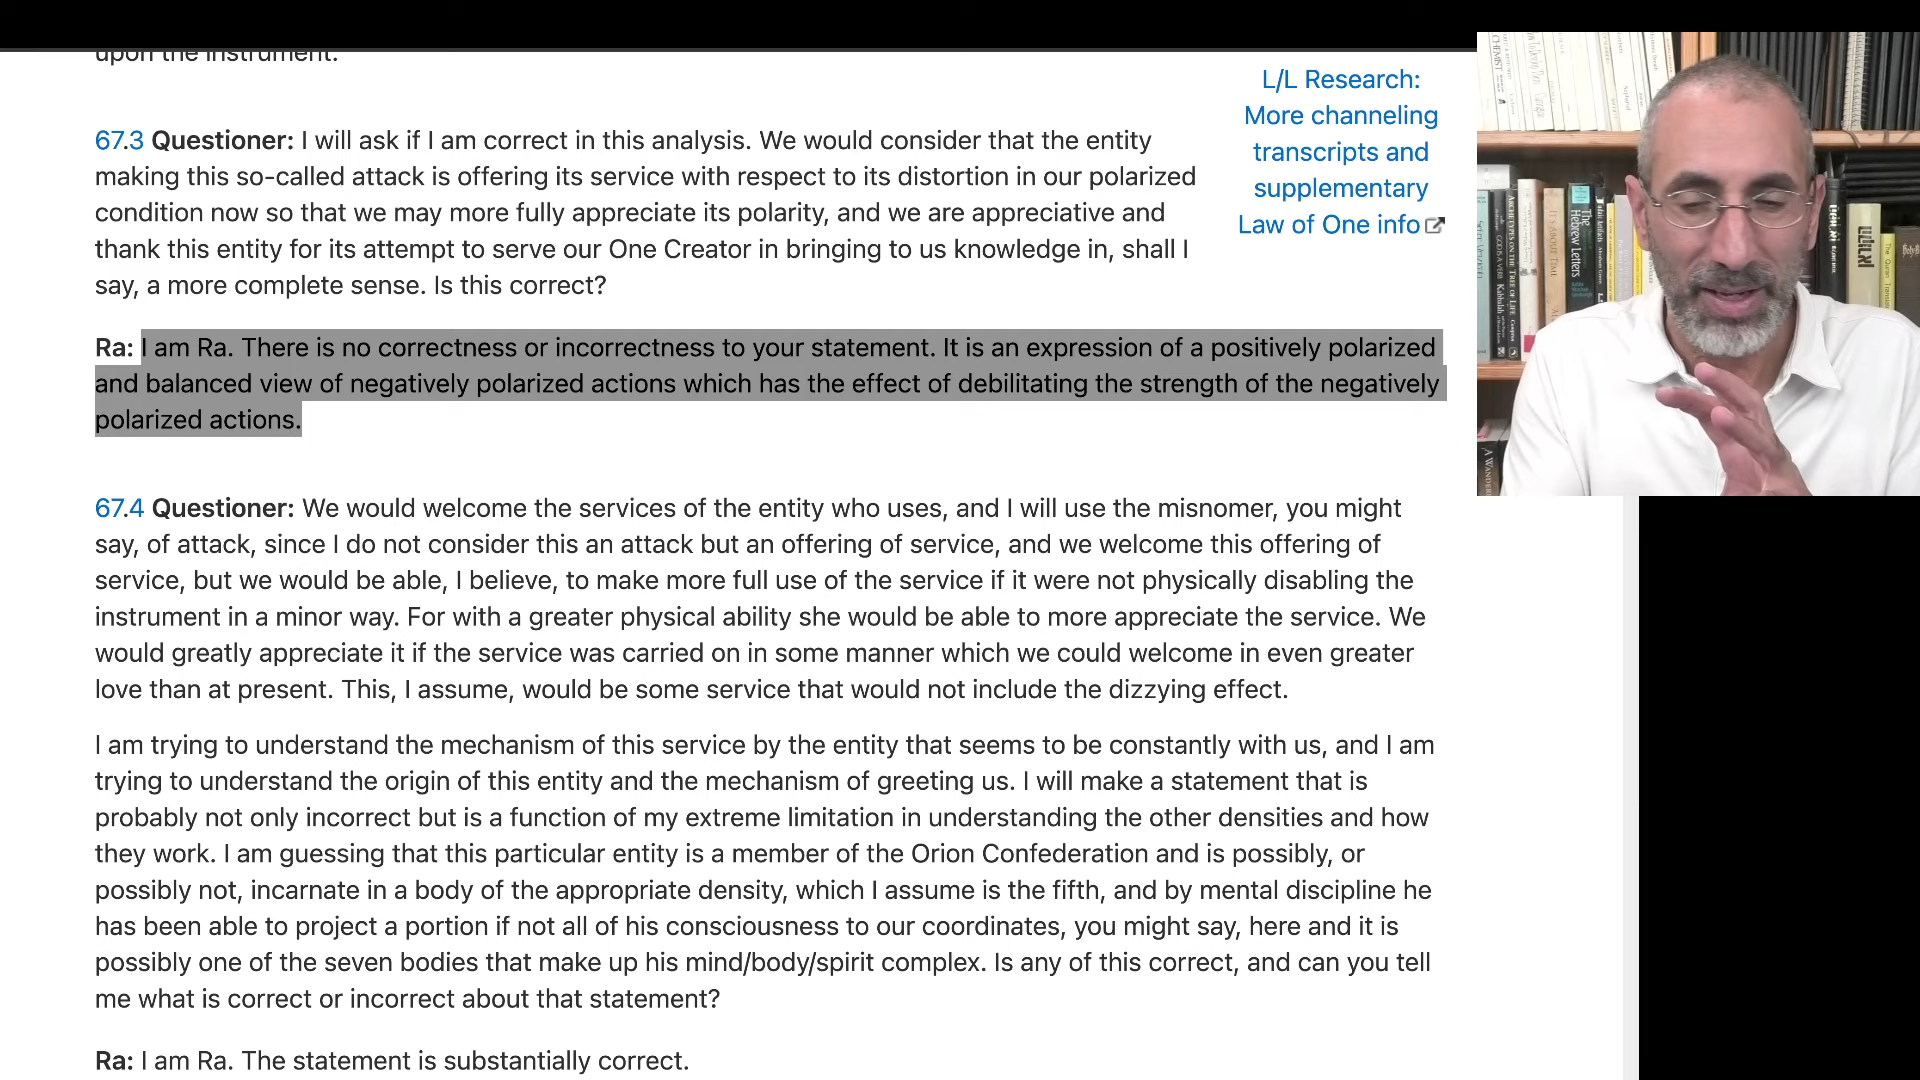 upon the instrument.
L/L Research:
More channeling
transcripts and
supplementary
Law of One info
67.3 Questioner: I will ask if I am correct in this analysis. We would consider that the entity
making this so-called attack is offering its service with respect to its distortion in our polarized
condition now so that we may more fully appreciate its polarity, and we are appreciative and
thank this entity for its attempt to serve our One Creator in bringing to us knowledge in, shall I
say, a more complete sense. Is this correct?
Ra: I am Ra. There is no correctness or incorrectness to your statement. It is an expression of a positively polarized
and balanced view of negatively polarized actions which has the effect of debilitating the strength of the negatively
polarized actions.
67.4 Questioner: We would welcome the services of the entity who uses, and I will use the misnomer, you might
say, of attack, since I do not consider this an attack but an offering of service, and we welcome this offering of
service, but we would be able, I believe, to make more full use of the service if it were not physically disabling the
instrument in a minor way. For with a greater physical ability she would be able to more appreciate the service. We
would greatly appreciate it if the service was carried on in some manner which we could welcome in even greater
love than at present. This, I assume, would be some service that would not include the dizzying effect.
I am trying to understand the mechanism of this service by the entity that seems to be constantly with us, and I am
trying to understand the origin of this entity and the mechanism of greeting us. I will make a statement that is
probably not only incorrect but is a function of my extreme limitation in understanding the other densities and how
they work. I am guessing that this particular entity is a member of the Orion Confederation and is possibly, or
possibly not, incarnate in a body of the appropriate density, which I assume is the fifth, and by mental discipline he
has been able to project a portion if not all of his consciousness to our coordinates, you might say, here and it is
possibly one of the seven bodies that make up his mind/body/spirit complex. Is any of this correct, and can you tell
me what is correct or incorrect about that statement?
Ra: I am Ra. The statement is substantially correct.
The Hebrew Letters
IT'S ABOUT TIME
ARCHETYPES ON THE TREE OF LIFE
GOD IS A VERB
Kabbalah